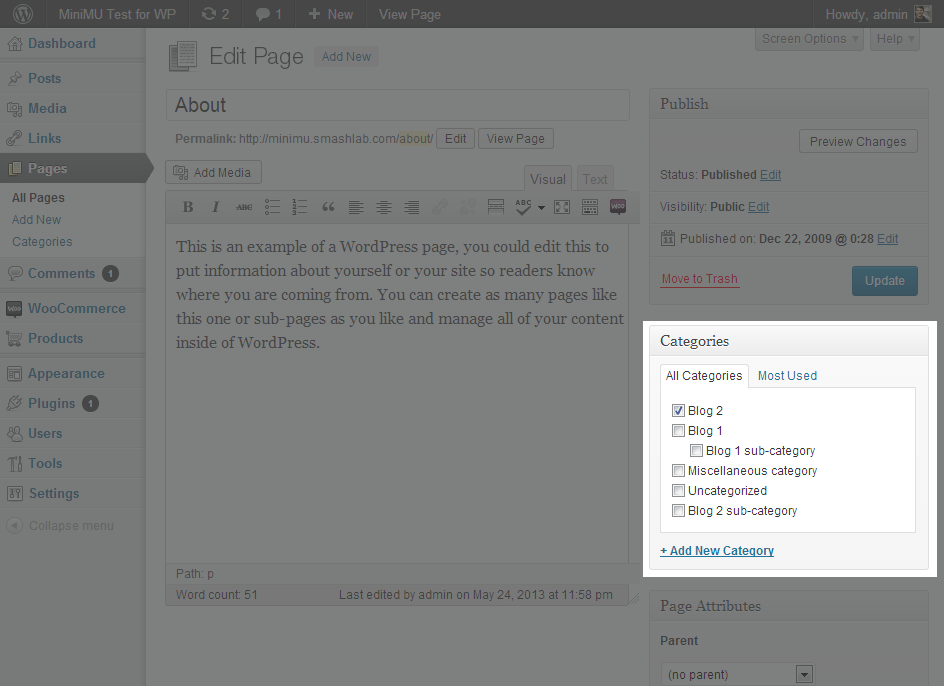 MiniMU Test for WP 2 1 + New View Page Howdy, admin
Screen Options Help
Dashboard
Posts
Media
Links
Pages
All Pages
Add New
Categories
Comments 1
WooCommerce
Products
Appearance
Plugins 1
Users
Tools
Settings
Collapse menu
Edit Page Add New
About
Permalink: http://minimu.smashlab.com/about/ Edit View Page
Add Media
Visual Text
B I ABC ABC
This is an example of a WordPress page, you could edit this to
put information about yourself or your site so readers know
where you are coming from. You can create as many pages like
this one or sub-pages as you like and manage all of your content
inside of WordPress.
Path: p
Word count: 51 Last edited by admin on May 24, 2013 at 11:58 pm
Publish
Preview Changes
Status: Published Edit
Visibility: Public Edit
Published on: Dec 22, 2009 @ 0:28 Edit
Move to Trash Update
Categories
All Categories Most Used
Blog 2
Blog 1
Blog 1 sub-category
Miscellaneous category
Uncategorized
Blog 2 sub-category
+ Add New Category
Page Attributes
Parent
(no parent)